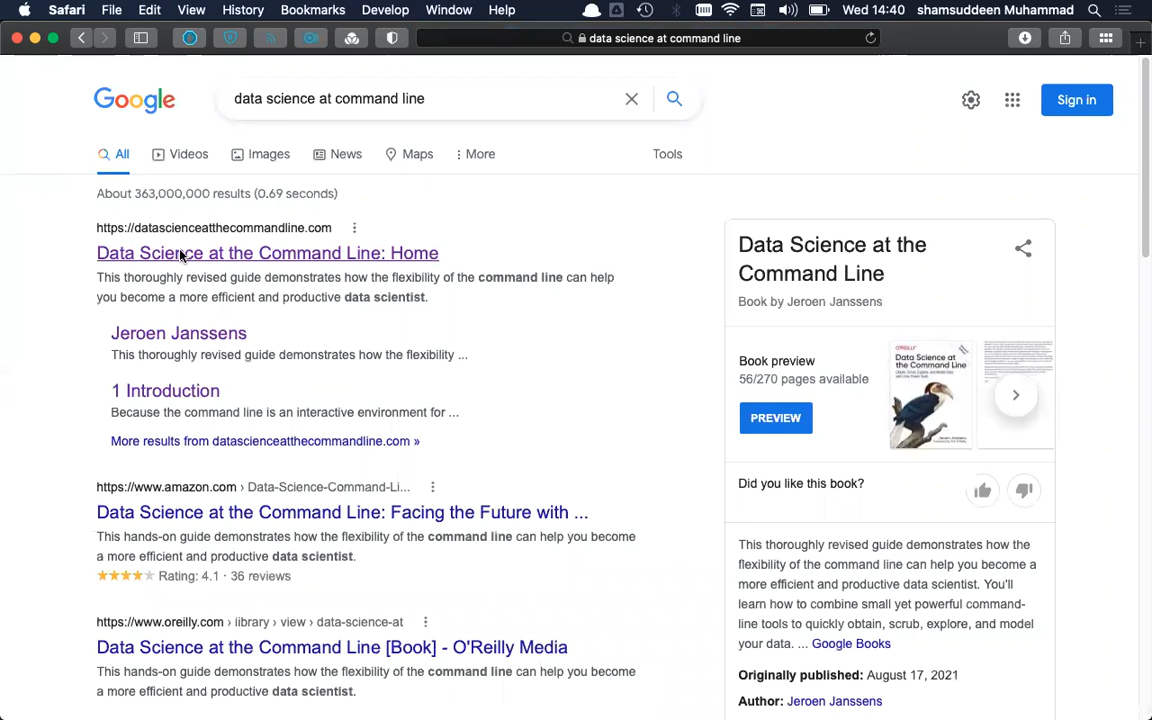 Safari File Edit View History Bookmarks Develop Window Help Wed 14:40 shamsuddeen Muhammad
data science at command line
Google data science at command line Sign in
All Videos Images News Maps More Tools
About 363,000,000 results (0.69 seconds)
https://datascienceatthecommandline.com
Data Science at the Command Line: Home
This thoroughly revised guide demonstrates how the flexibility of the command line can help
you become a more efficient and productive data scientist.
Jeroen Janssens
This thoroughly revised guide demonstrates how the flexibility ...
1 Introduction
Because the command line is an interactive environment for ...
More results from datascienceatthecommandline.com »
https://www.amazon.com › Data-Science-Command-Li...
Data Science at the Command Line: Facing the Future with ...
This hands-on guide demonstrates how the flexibility of the command line can help you become
a more efficient and productive data scientist.
Rating: 4.1 · 36 reviews
https://www.oreilly.com › library › view › data-science-at
Data Science at the Command Line [Book] - O'Reilly Media
This hands-on guide demonstrates how the flexibility of the command line can help you become
a more efficient and productive data scientist.
Data Science at the
Command Line
Book by Jeroen Janssens
Book preview
56/270 pages available
PREVIEW
O'REILLY
Data Science at
the Command Line
Did you like this book?
This thoroughly revised guide demonstrates how the
flexibility of the command line can help you become a
more efficient and productive data scientist. You'll
learn how to combine small yet powerful command-
line tools to quickly obtain, scrub, explore, and model
your data. ... Google Books
Originally published: August 17, 2021
Author: Jeroen Janssens